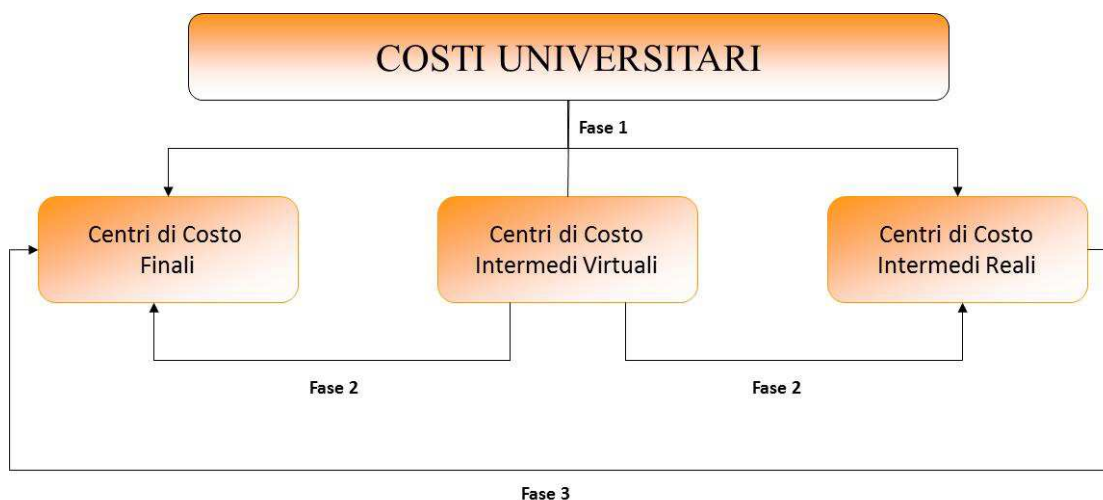 COSTI UNIVERSITARI
Fase 1
Centri di Costo
Finali
Centri di Costo
Intermedi Virtuali
Centri di Costo
Intermedi Reali
Fase 2
Fase 2
Fase 3